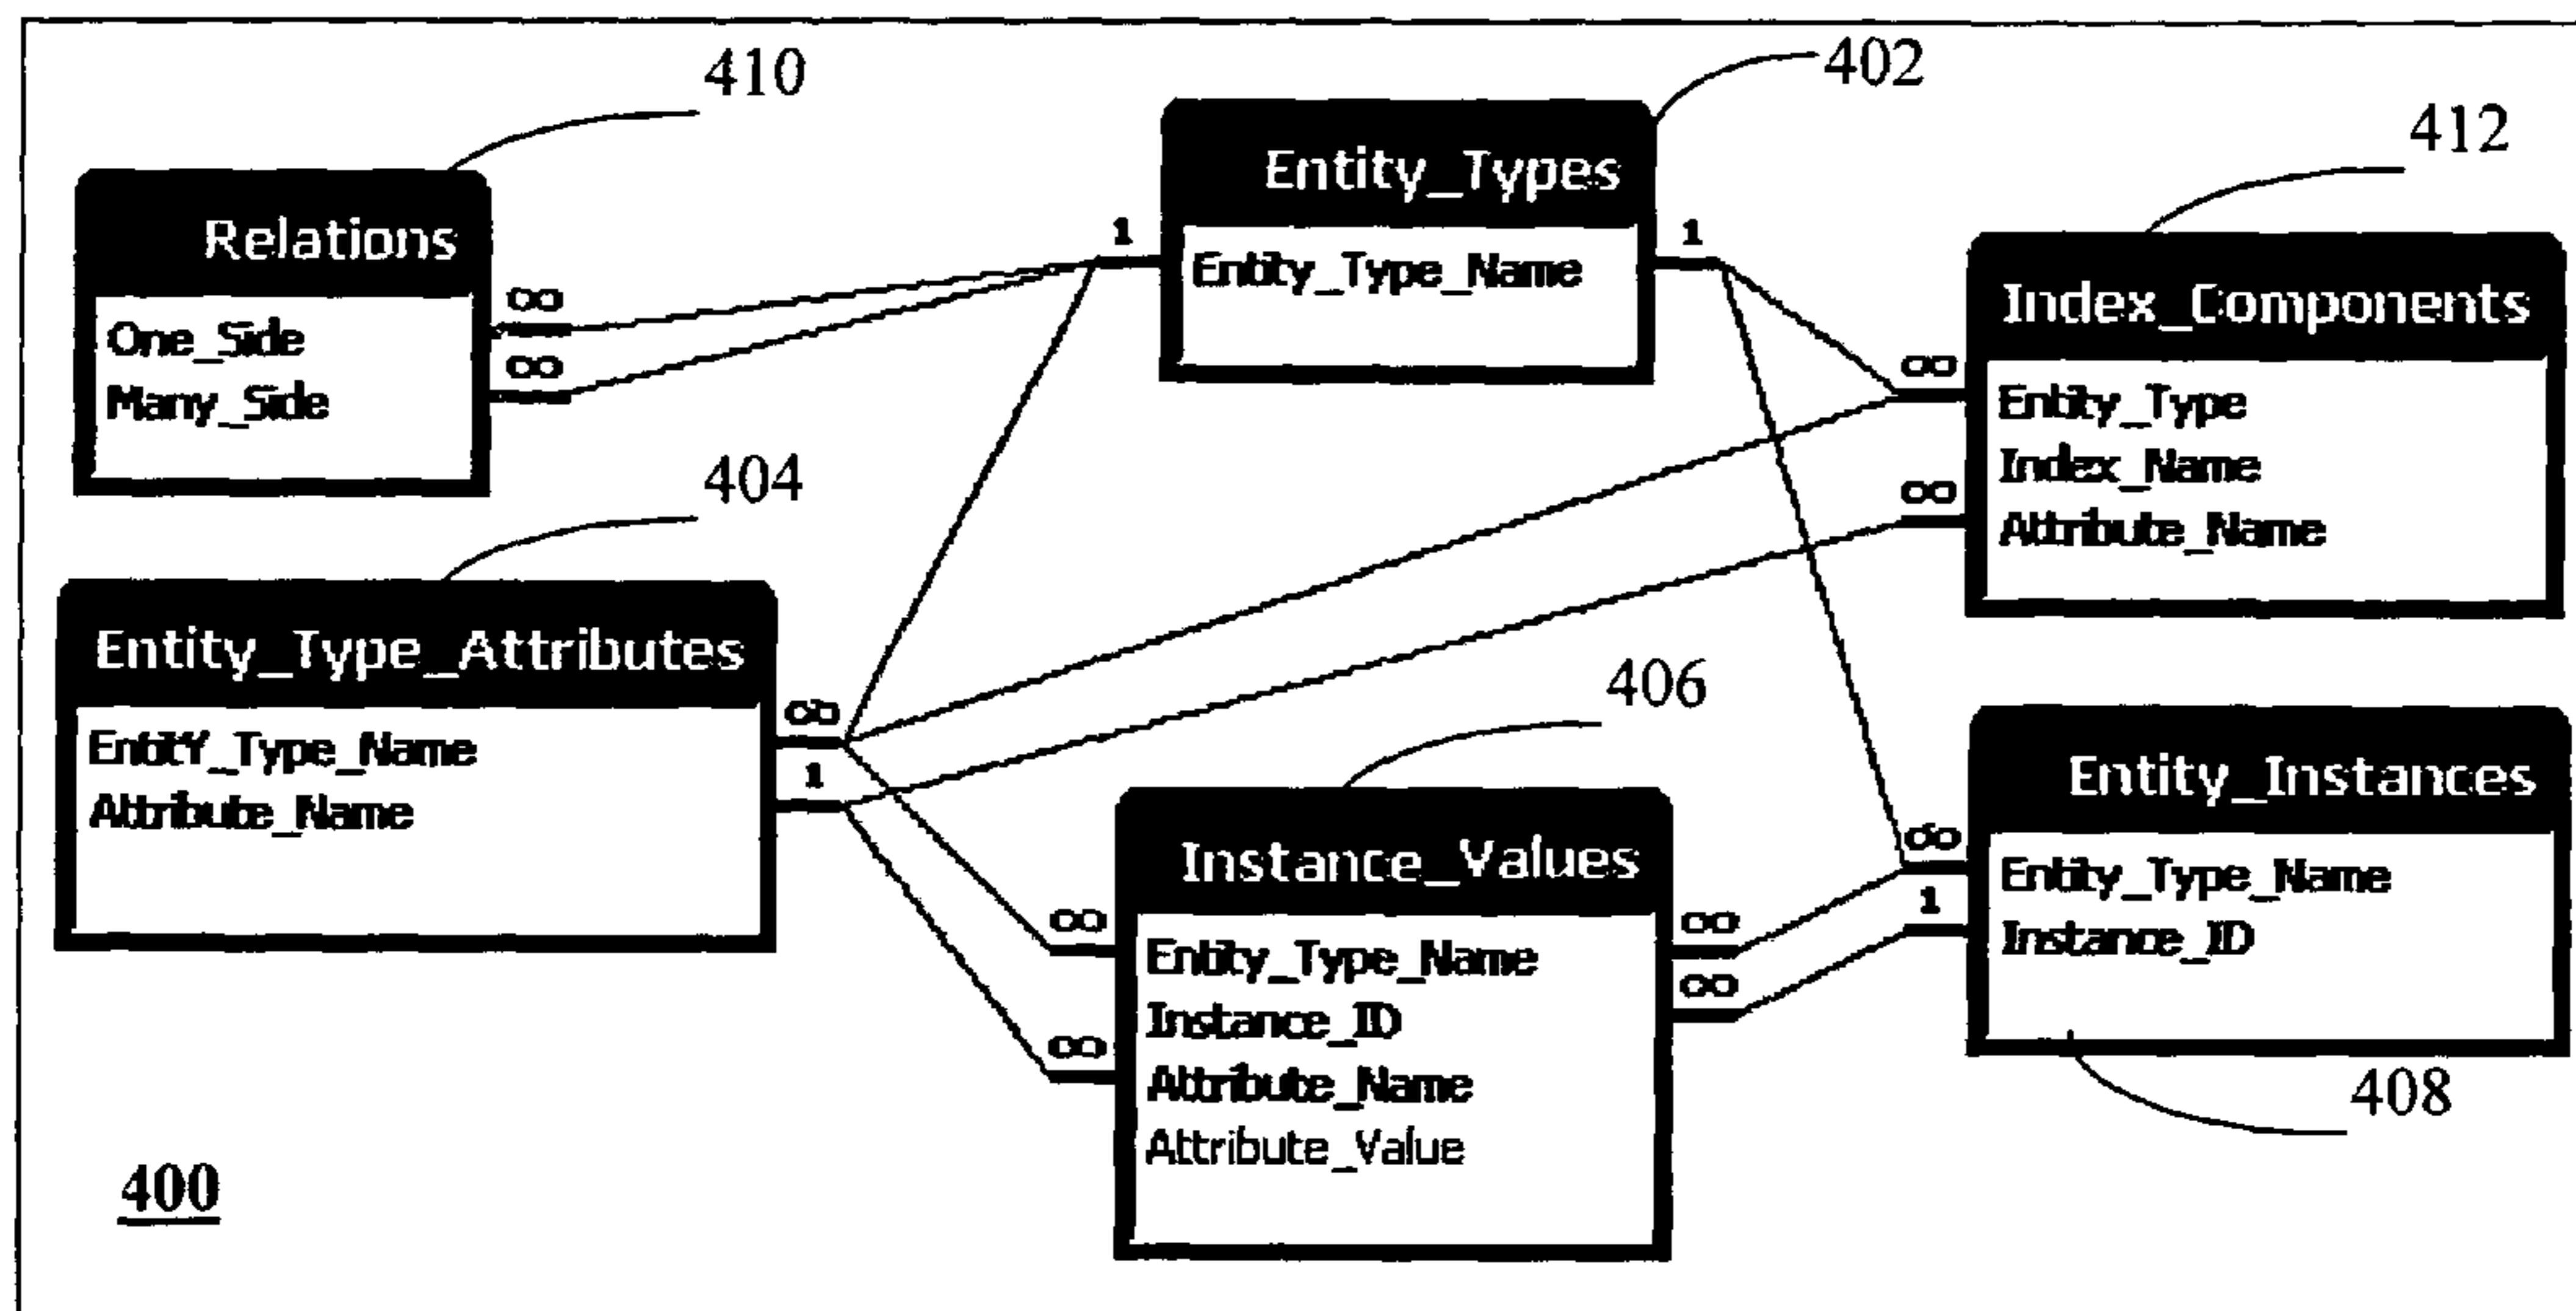 410
402
412
Relations
∞
∞
One_Side
Many_Side
Entity_Types
1
1
Entity_Type_Name
Index_Components
∞
∞
Entity_Type
Index_Name
Attribute_Name
404
Entity_Type_Attributes
∞
1
EntitY_Type_Name
Attribute_Name
406
Instance_Values
∞
∞
∞
∞
Entity_Type_Name
Instance_ID
Attribute_Name
Attribute_Value
Entity_Instances
∞
1
Entity_Type_Name
Instance_ID
408
400